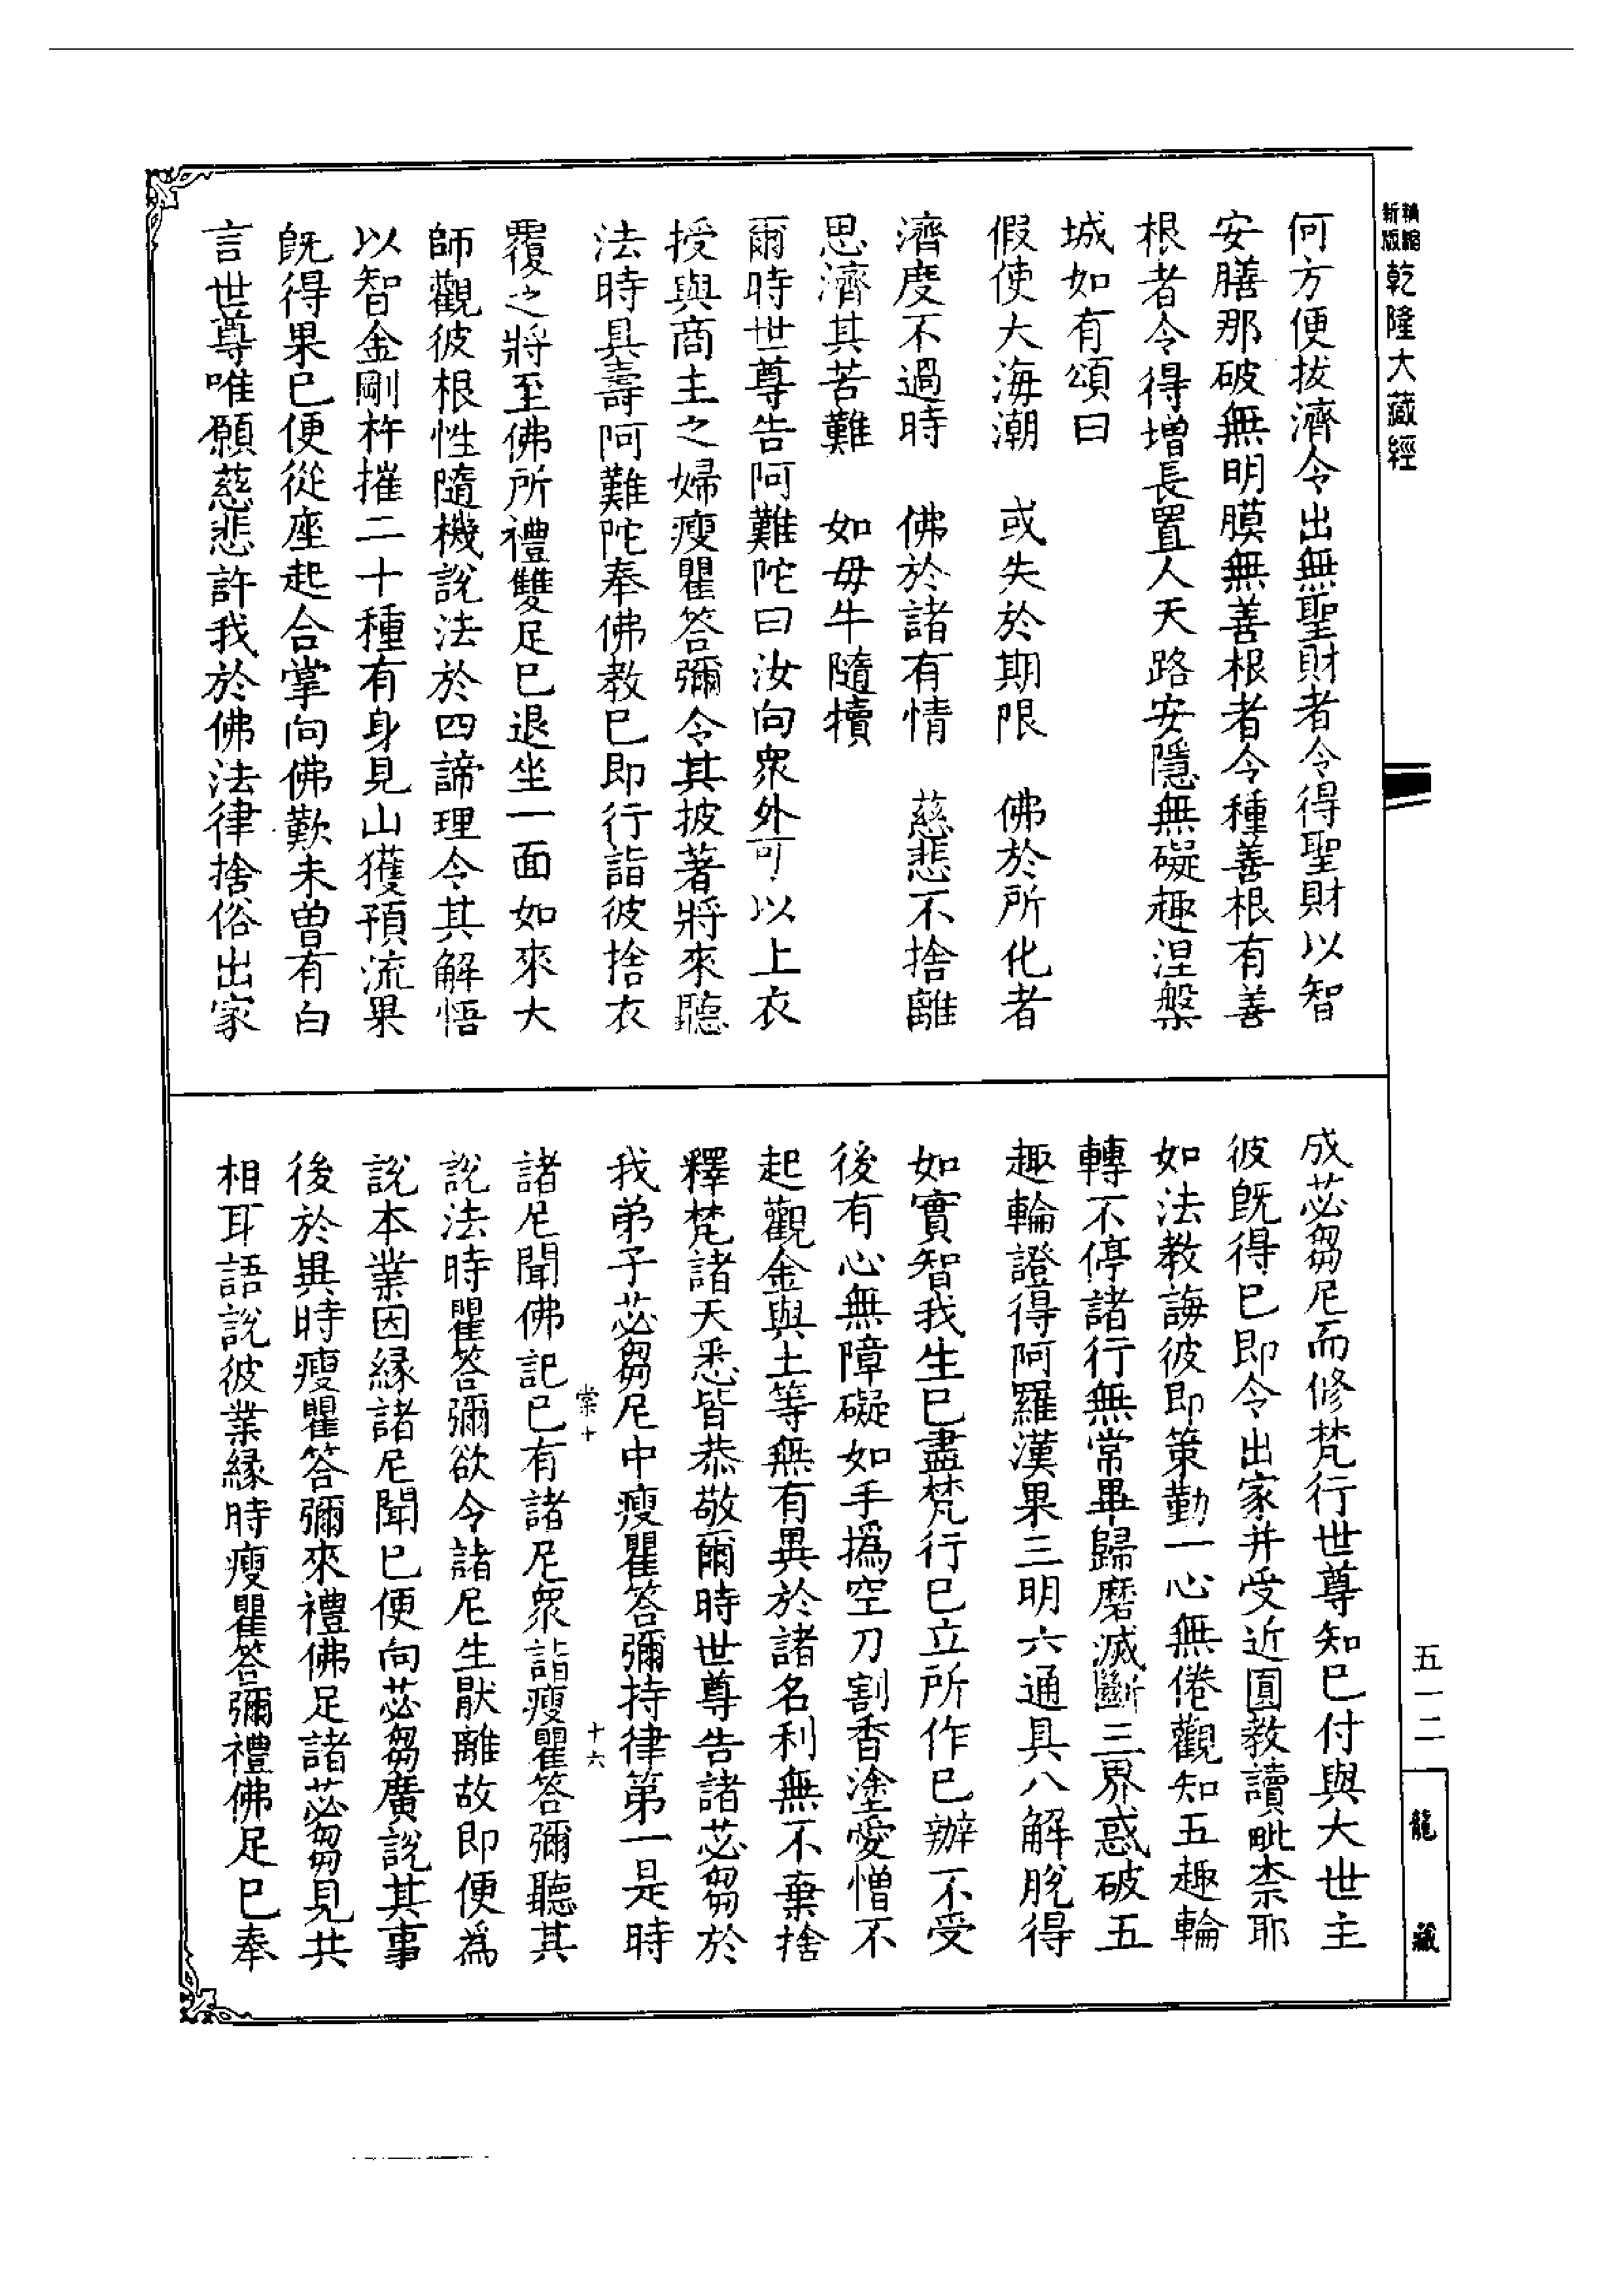 精縮新版乾隆大藏經
何方便拔濟令出無聖財者令得聖財以智
安膳那破無明膜無善根者令種善根有善
根者令得增長置人天路安隱無礙趣涅槃
城如有頌曰
假使大海潮　或失於期限　佛於所化者
濟度不過時　佛於諸有情　慈悲不捨離
思濟其苦難　如母牛隨犢
爾時世尊告阿難陀曰汝向衆外可以上衣
授與商主之婦瘦瞿答彌令其披著將來聽
法時具壽阿難陀奉佛教已即行詣彼捨衣
覆之將至佛所禮雙足已退坐一面如來大
師觀彼根性隨機說法於四諦理令其解悟
以智金剛杵摧二十種有身見山獲預流果
旣得果已便從座起合掌向佛歎未曾有白
言世尊唯願慈悲許我於佛法律捨俗出家
成苾芻尼而修梵行世尊知已付與大世主
彼旣得已即令出家并受近圓教讀毗柰耶
如法教誨彼即策勤一心無倦觀知五趣輪
轉不停諸行無常畢歸磨滅斷三界惑破五
趣輪證得阿羅漢果三明六通具八解脫得
如實智我生已盡梵行已立所作已辦不受
後有心無障礙如手撝空刀割香塗愛憎不
起觀金與土等無有異於諸名利無不棄捨
釋梵諸天悉皆恭敬爾時世尊告諸苾芻於
我弟子苾芻尼中瘦瞿答彌持律第一是時
棠十
十六
諸尼聞佛記已有諸尼衆詣瘦瞿答彌聽其
說法時瞿答彌欲令諸尼生厭離故即便爲
說本業因緣諸尼聞已便向苾芻廣說其事
後於異時瘦瞿答彌來禮佛足諸苾芻見共
相耳語說彼業緣時瘦瞿答彌禮佛足已奉
五一二
龍藏